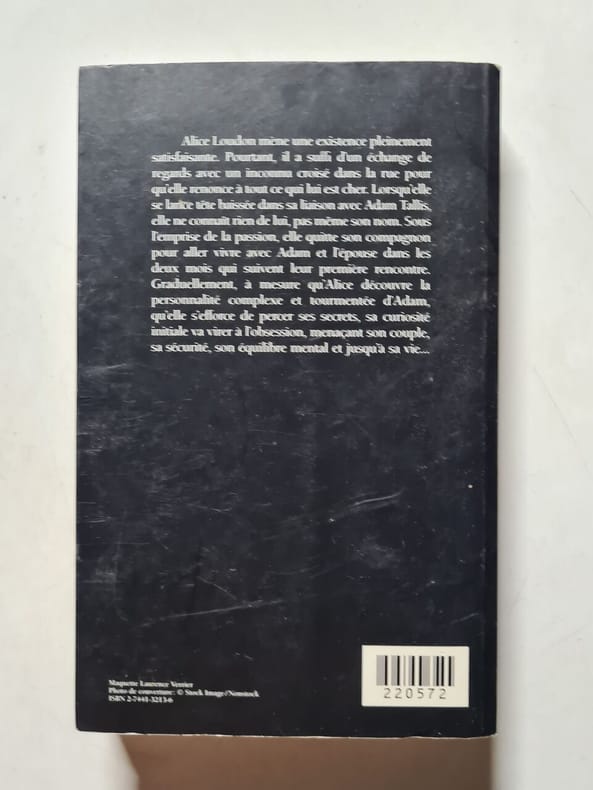 Alice Loudon mène une existence pleinement
satisfaisante. Pourtant, il a suffi d'un échange de
regards avec un inconnu croisé dans la rue pour
qu'elle renonce à tout ce qui lui est cher. Lorsqu'elle
se lance tête baissée dans sa liaison avec Adam Tallis,
elle ne connaît rien de lui, pas même son nom. Sous
l'emprise de la passion, elle quitte son compagnon
pour aller vivre avec Adam et l'épouse dans les
deux mois qui suivent leur première rencontre.
Graduellement, à mesure qu'Alice découvre la
personnalité complexe et tourmentée d'Adam,
qu'elle s'efforce de percer ses secrets, sa curiosité
initiale va virer à l'obsession, menaçant son couple,
sa sécurité, son équilibre mental et jusqu'à sa vie...
Maquette Laurence Verrier
Photo de couverture: © Stock Image/Nonstock
ISBN 2-7441-3213-6
220572